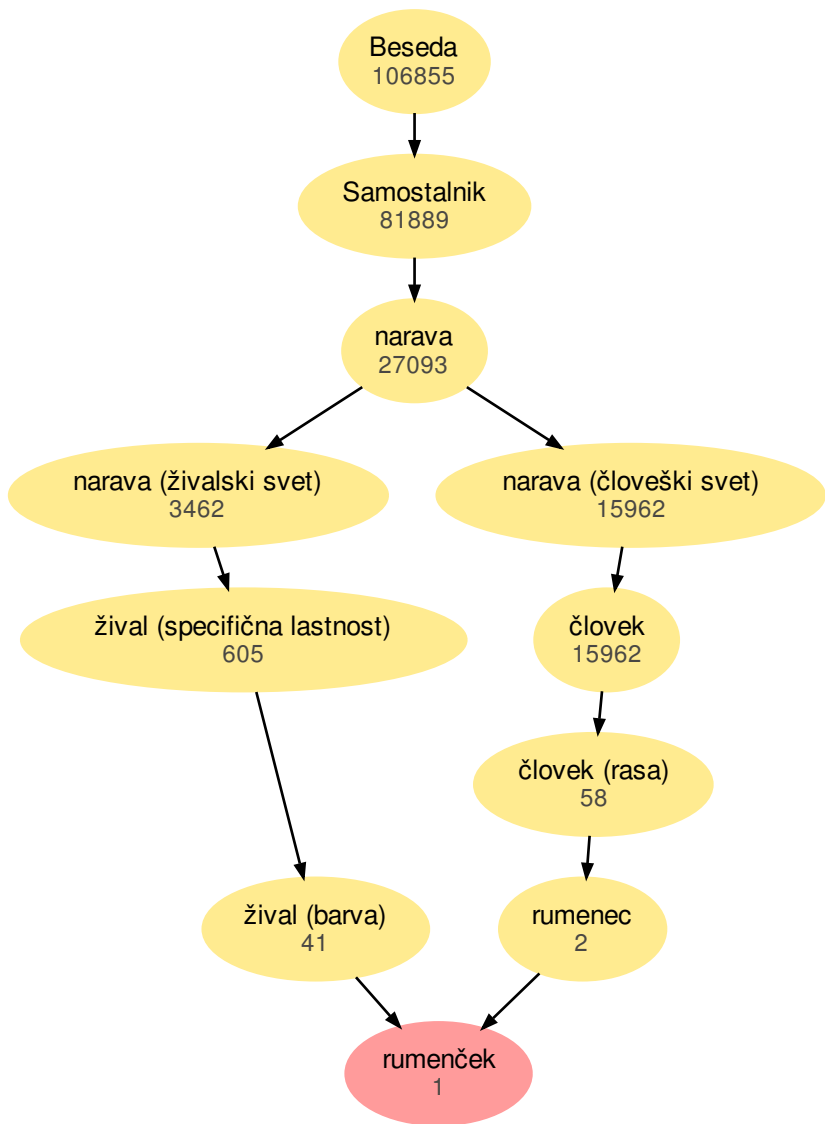 Beseda
106855
Samostalnik
81889
narava
27093
narava (živalski svet)
3462
narava (človeški svet)
15962
žival (specifična lastnost)
605
človek
15962
človek (rasa)
58
žival (barva)
41
rumenec
2
rumenček
1